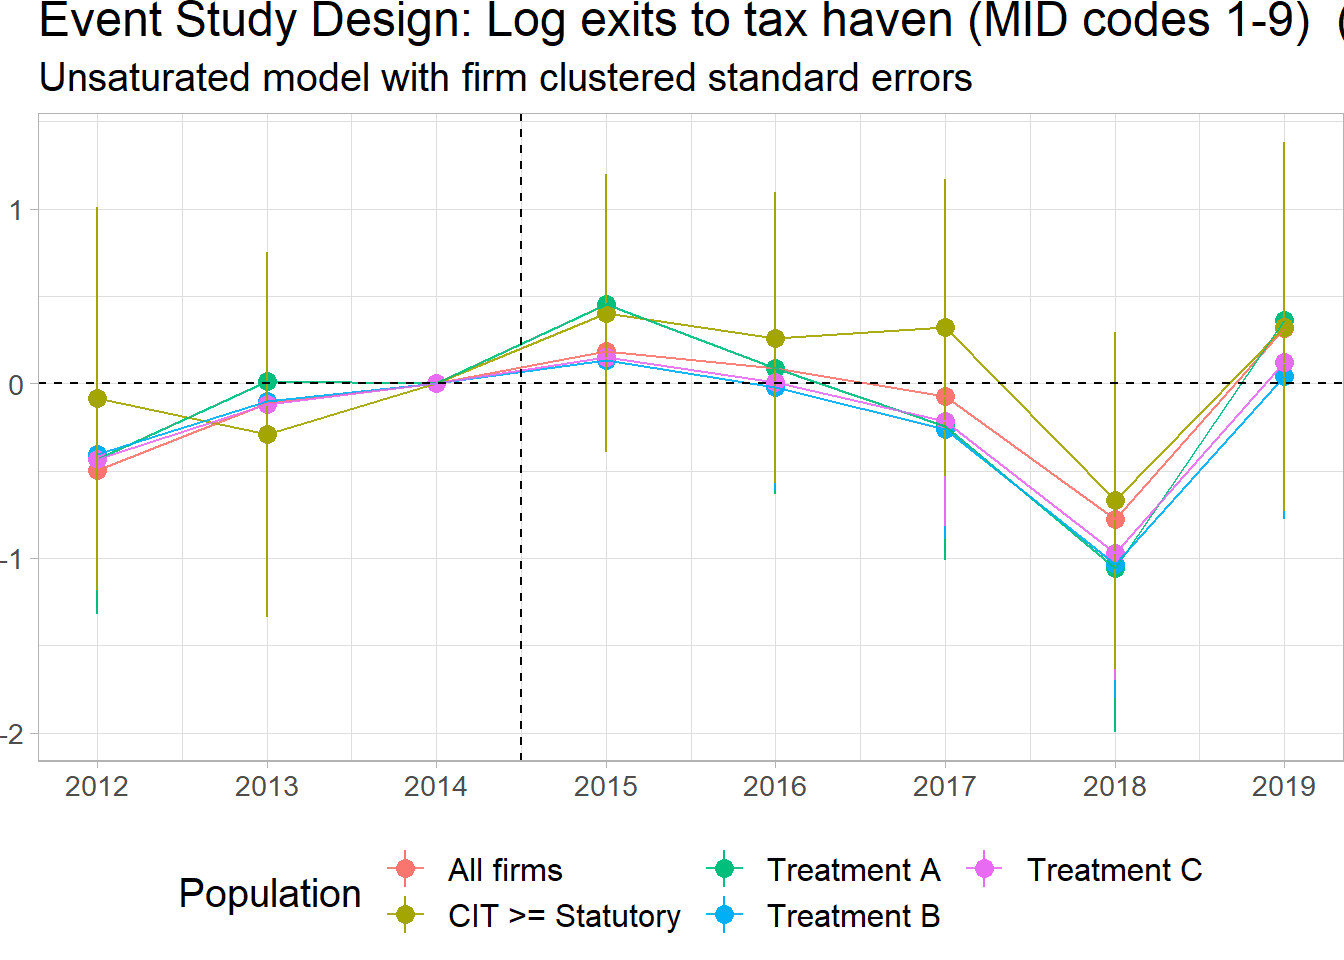 Event Study Design: Log exits to tax haven (MID codes 1-9) (
Unsaturated model with firm clustered standard errors
1
0
-1
-2
2012 2013 2014 2015 2016 2017 2018 2019
Population
All firms
CIT >= Statutory
Treatment A
Treatment B
Treatment C